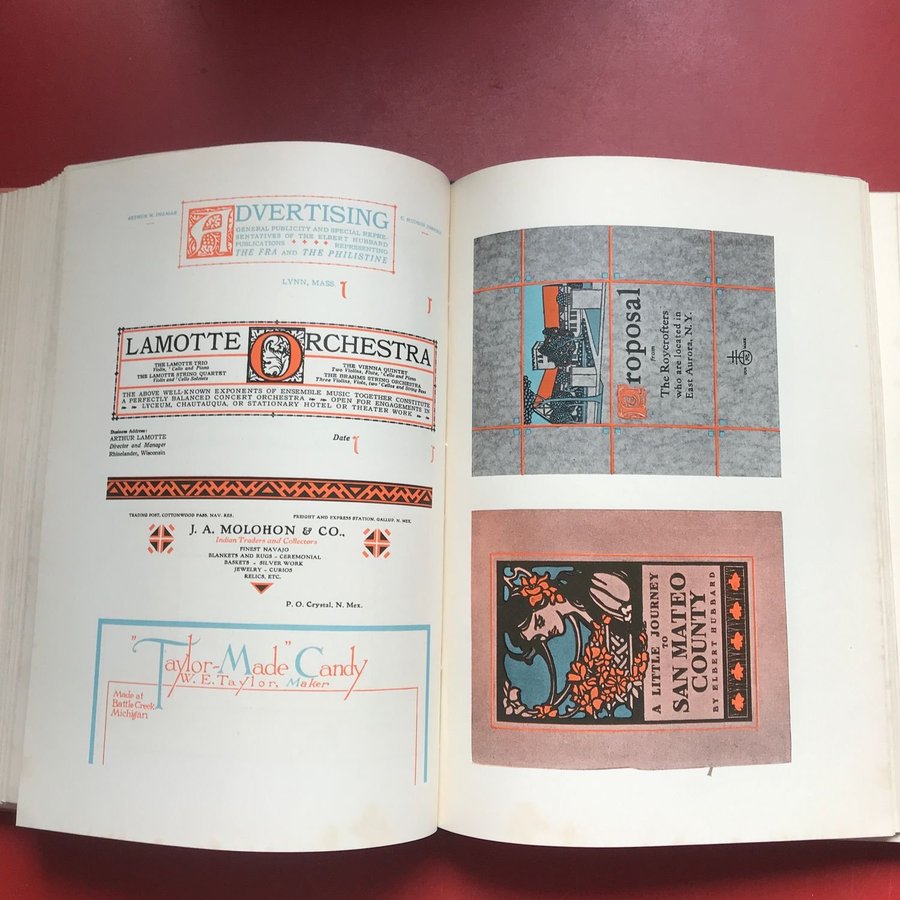 ARTHUR W. INGMAR
ADVERTISING
GENERAL PUBLICITY AND SPECIAL REPRE-
SENTATIVES OF THE ELBERT HUBBARD
PUBLICATIONS REPRESENTING
THE FRA AND THE PHILISTINE
LYNN, MASS
LAMOTTE ORCHESTRA
THE LAMOTTE TRIO
Violin, 'Cello and Piano
THE LAMOTTE STRING QUARTET
Violin and 'Cello Soloists
THE VIENNA QUINTET
Two Violins, Flute, 'Cello and Piano
THE BRAHMS STRING ORCHESTRA
Three Violins, Viola, two 'Cellos and String Bass
THE ABOVE WELL-KNOWN EXPONENTS OF ENSEMBLE MUSIC TOGETHER CONSTITUTE
A PERFECTLY BALANCED CONCERT ORCHESTRA OPEN FOR ENGAGEMENTS IN
LYCEUM, CHAUTAUQUA, OR STATIONARY HOTEL OR THEATER WORK
Business Address:
ARTHUR LAMOTTE
Director and Manager
Rhinelander, Wisconsin
Date
TRADING POST, COTTONWOOD PASS, NAV. RES.
FREIGHT AND EXPRESS STATION, GALLUP, N. MEX.
J. A. MOLOHON & CO.,
Indian Traders and Collectors
FINEST NAVAJO
BLANKETS AND RUGS - CEREMONIAL
BASKETS - SILVER WORK
JEWELRY - CURIOS
RELICS, ETC.
P. O. Crystal, N. Mex.
"Taylor-Made" Candy
W. E. Taylor, Maker
Made at
Battle Creek
Michigan
Proposal
from
The Roycrofters
who are located in
East Aurora, N. Y.
A LITTLE JOURNEY
TO
SAN MATEO
COUNTY
BY ELBERT HUBBARD